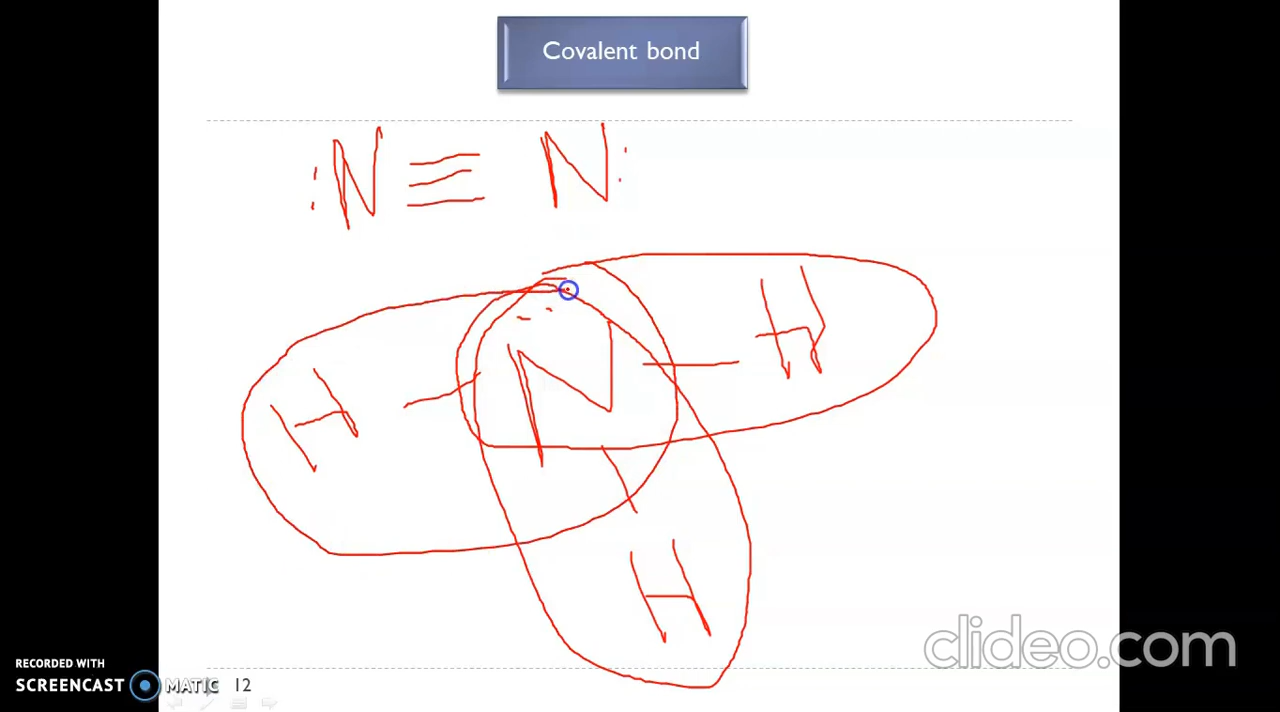 Covalent bond
:N≡N:
H–N–H
H
clideo.com
RECORDED WITH
SCREENCAST MATIC 12